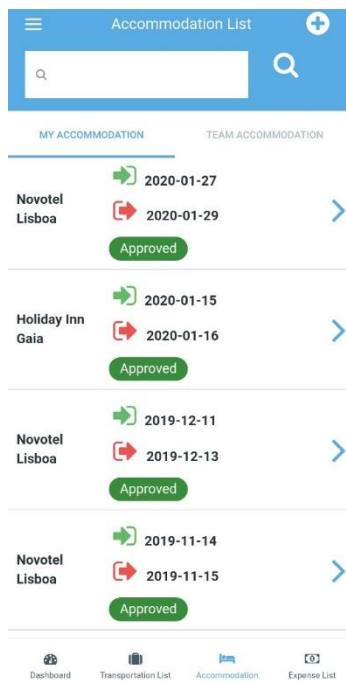 Accommodation List
MY ACCOMMODATION
TEAM ACCOMMODATION
Novotel
Lisboa
2020-01-27
2020-01-29
Approved
Holiday Inn
Gaia
2020-01-15
2020-01-16
Approved
Novotel
Lisboa
2019-12-11
2019-12-13
Approved
Novotel
Lisboa
2019-11-14
2019-11-15
Approved
Dashboard
Transportation List
Accommodation
Expense List